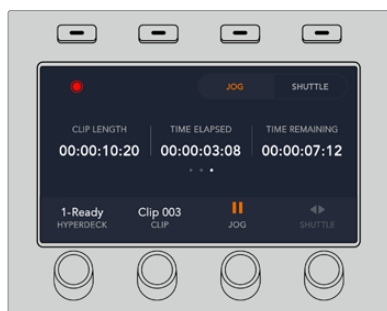 JOG SHUTTLE
CLIP LENGTH TIME ELAPSED TIME REMAINING
00:00:10:20 00:00:03:08 00:00:07:12
1-Ready Clip 003
HYPERDECK CLIP JOG SHUTTLE